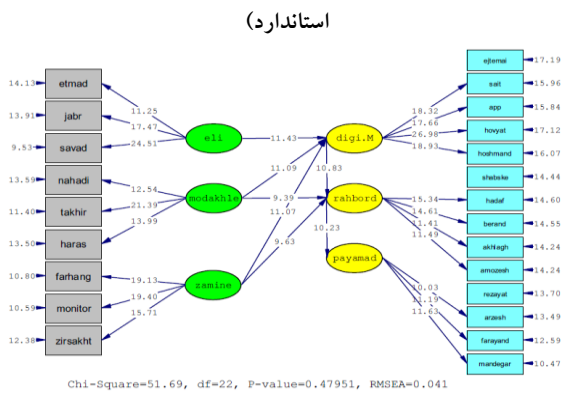 استاندارد)
ejtemai
17.19
14.13
etmad
sait
15.96
11.25
18.32
app
15.84
13.91
jabr
17.47
17.66
hovyat
17.12
eli
11.43
digi.M
26.98
9.53
savad
24.51
18.93
hoshmand
16.07
11.09
10.83
shabske
14.44
13.59
nahadi
12.54
15.34
hadaf
14.60
modakhle
9.39
rahbord
14.61
11.40
takhir
21.39
11.07
11.41
berand
14.55
13.99
10.23
11.49
akhlagh
14.24
13.50
haras
9.63
payamad
amozesh
14.24
10.80
farhang
19.13
zamine
10.03
rezayat
13.70
10.59
monitor
19.40
11.19
arzesh
13.49
15.71
11.63
farayand
12.59
12.38
zirsakht
mandegar
10.47
Chi-Square=51.69, df=22, P-value=0.47951, RMSEA=0.041